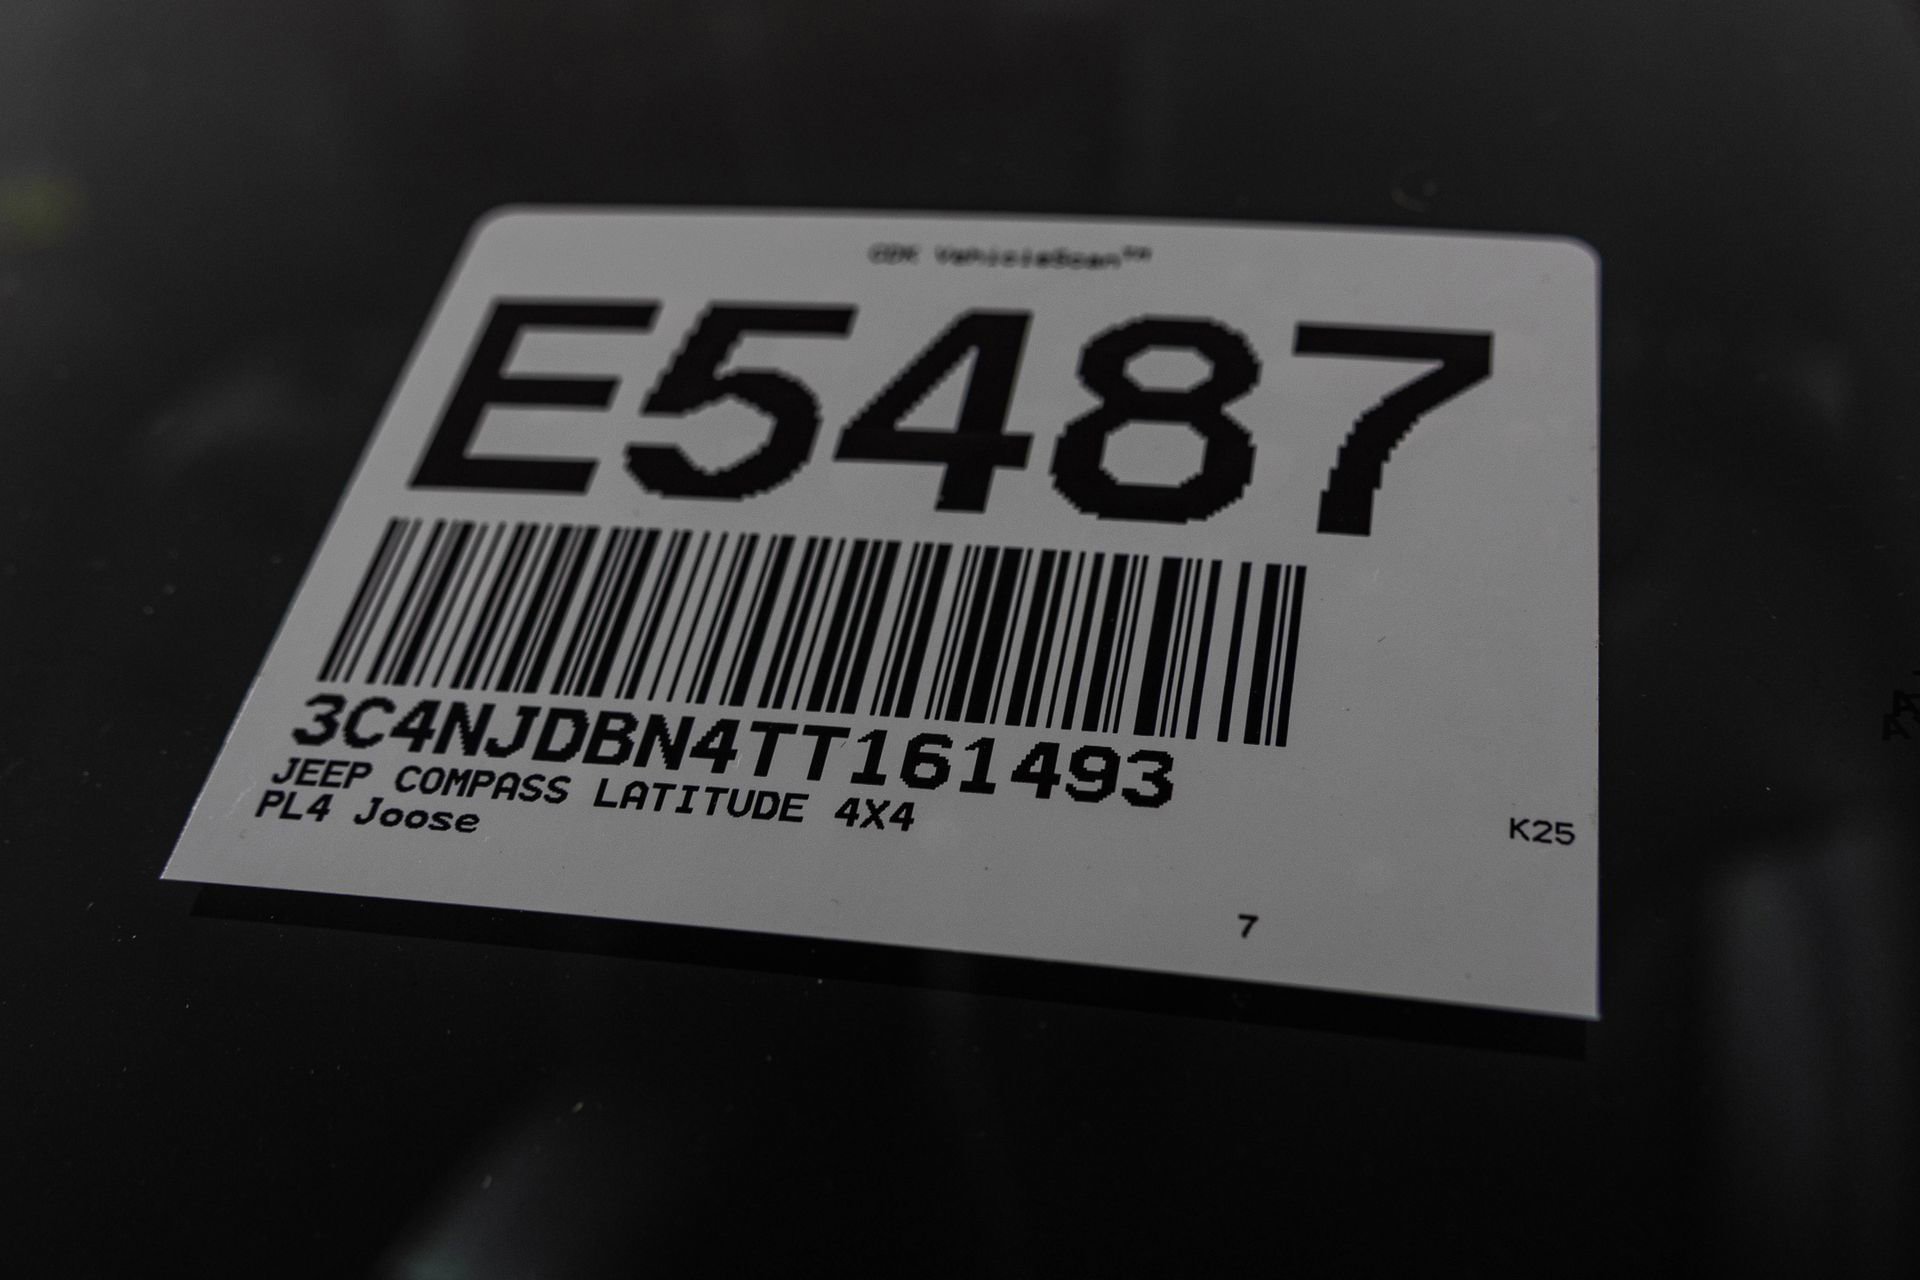 CDK VehicleScan™
E5487
3C4NJDBN4TT161493
JEEP COMPASS LATITUDE 4X4
PL4 Joose
K25
7